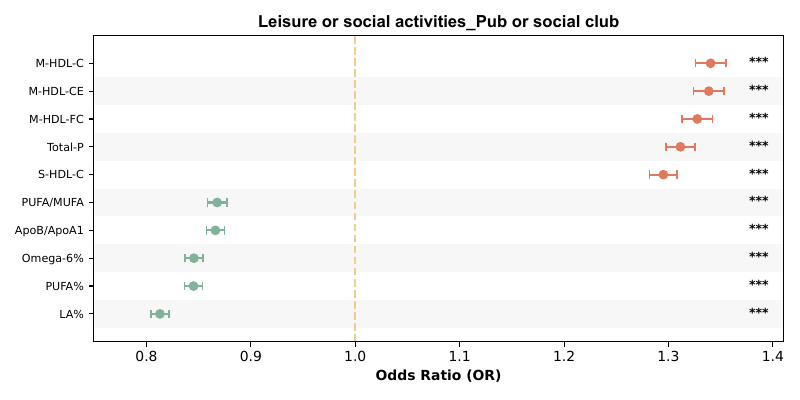 Leisure or social activities_Pub or social club
M-HDL-C ***
M-HDL-CE ***
M-HDL-FC ***
Total-P ***
S-HDL-C ***
PUFA/MUFA ***
ApoB/ApoA1 ***
Omega-6% ***
PUFA% ***
LA% ***
0.8 0.9 1.0 1.1 1.2 1.3 1.4
Odds Ratio (OR)